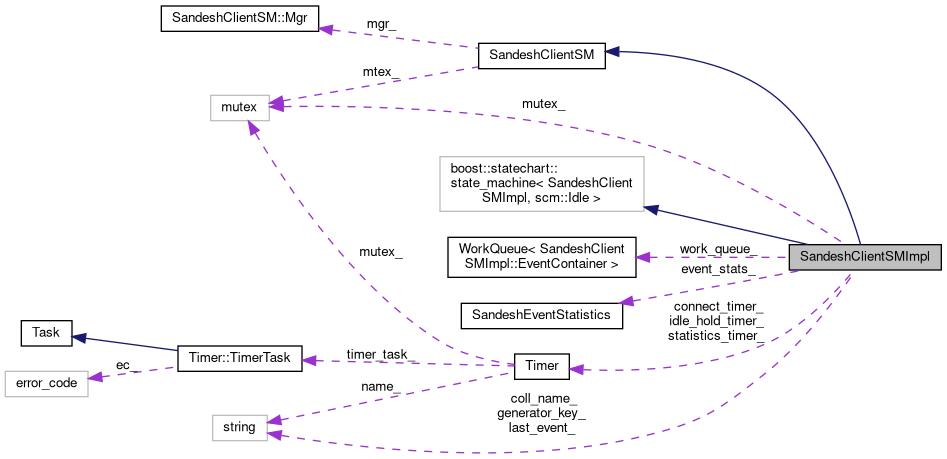 SandeshClientSM::Mgr
mgr_
SandeshClientSM
mtex_
mutex
mutex_
boost::statechart::
state_machine< SandeshClient
SMImpl, scm::Idle >
WorkQueue< SandeshClient
SMImpl::EventContainer >
work_queue_
SandeshClientSMImpl
mutex_
event_stats_
SandeshEventStatistics
connect_timer_
idle_hold_timer_
statistics_timer_
Task
Timer::TimerTask
timer_task_
Timer
ec_
error_code
name_
coll_name_
generator_key_
last_event_
string